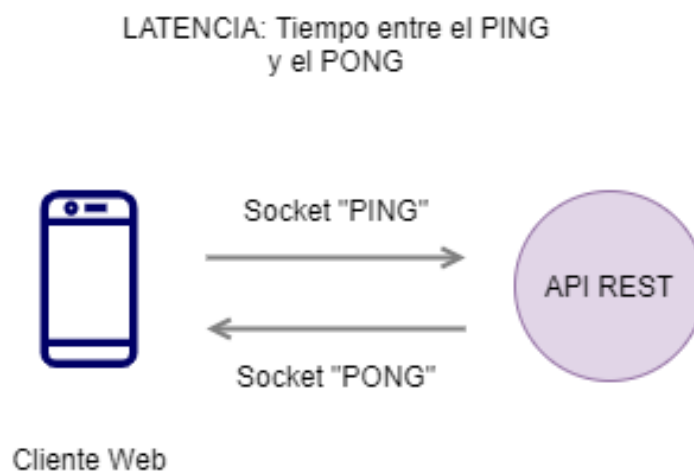 LATENCIA: Tiempo entre el PING
y el PONG
Socket "PING"
API REST
Socket "PONG"
Cliente Web